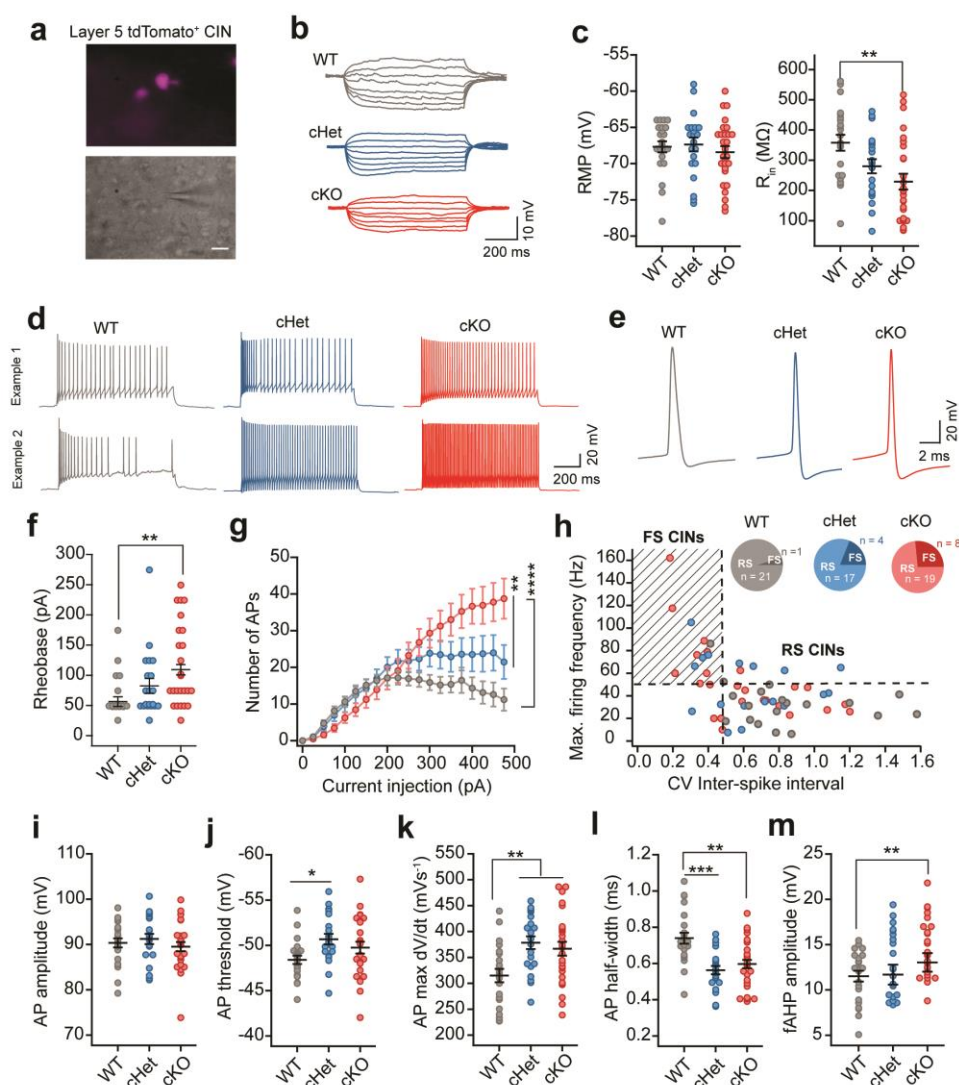 a
Layer 5 tdTomato⁺ CIN
b
WT
cHet
cKO
10 mV
200 ms
c
RMP (mV)
-55
-60
-65
-70
-75
-80
WT
cHet
cKO
R_in (MΩ)
500
400
300
200
100
**
WT
cHet
cKO
d
WT
cHet
cKO
Example 1
Example 2
20 mV
200 ms
e
WT
cHet
cKO
20 mV
2 ms
f
Rheobase (pA)
350
300
250
200
150
100
50
0
**
WT
cHet
cKO
g
Number of APs
50
40
30
20
10
0
**
****
0
100
200
300
400
500
Current injection (pA)
h
Max. firing frequency (Hz)
160
140
120
100
80
60
40
20
0
FS CINs
RS CINs
WT
cHet
cKO
RS
FS
n =1
n = 21
RS
FS
n = 4
n = 17
RS
FS
n = 8
n = 19
0.0 0.2 0.4 0.6 0.8 1.0 1.2 1.4 1.6
CV Inter-spike interval
i
AP amplitude (mV)
110
100
90
80
70
WT
cHet
cKO
j
AP threshold (mV)
-60
-55
-50
-45
-40
*
WT
cHet
cKO
k
AP max dV/dt (mVs⁻¹)
550
500
450
400
350
300
250
200
**
WT
cHet
cKO
l
AP half-width (ms)
1.2
1.0
0.8
0.6
0.4
0.2
**
***
WT
cHet
cKO
m
fAHP amplitude (mV)
25
20
15
10
5
**
WT
cHet
cKO